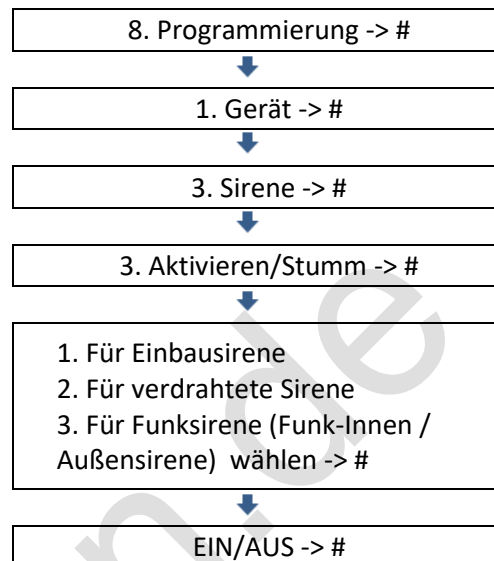 8. Programmierung -> #
1. Gerät -> #
3. Sirene -> #
3. Aktivieren/Stumm -> #
1. Für Einbausirene
2. Für verdrahtete Sirene
3. Für Funksirene (Funk-Innen /
Außensirene)  wählen -> #
EIN/AUS -> #
n.de